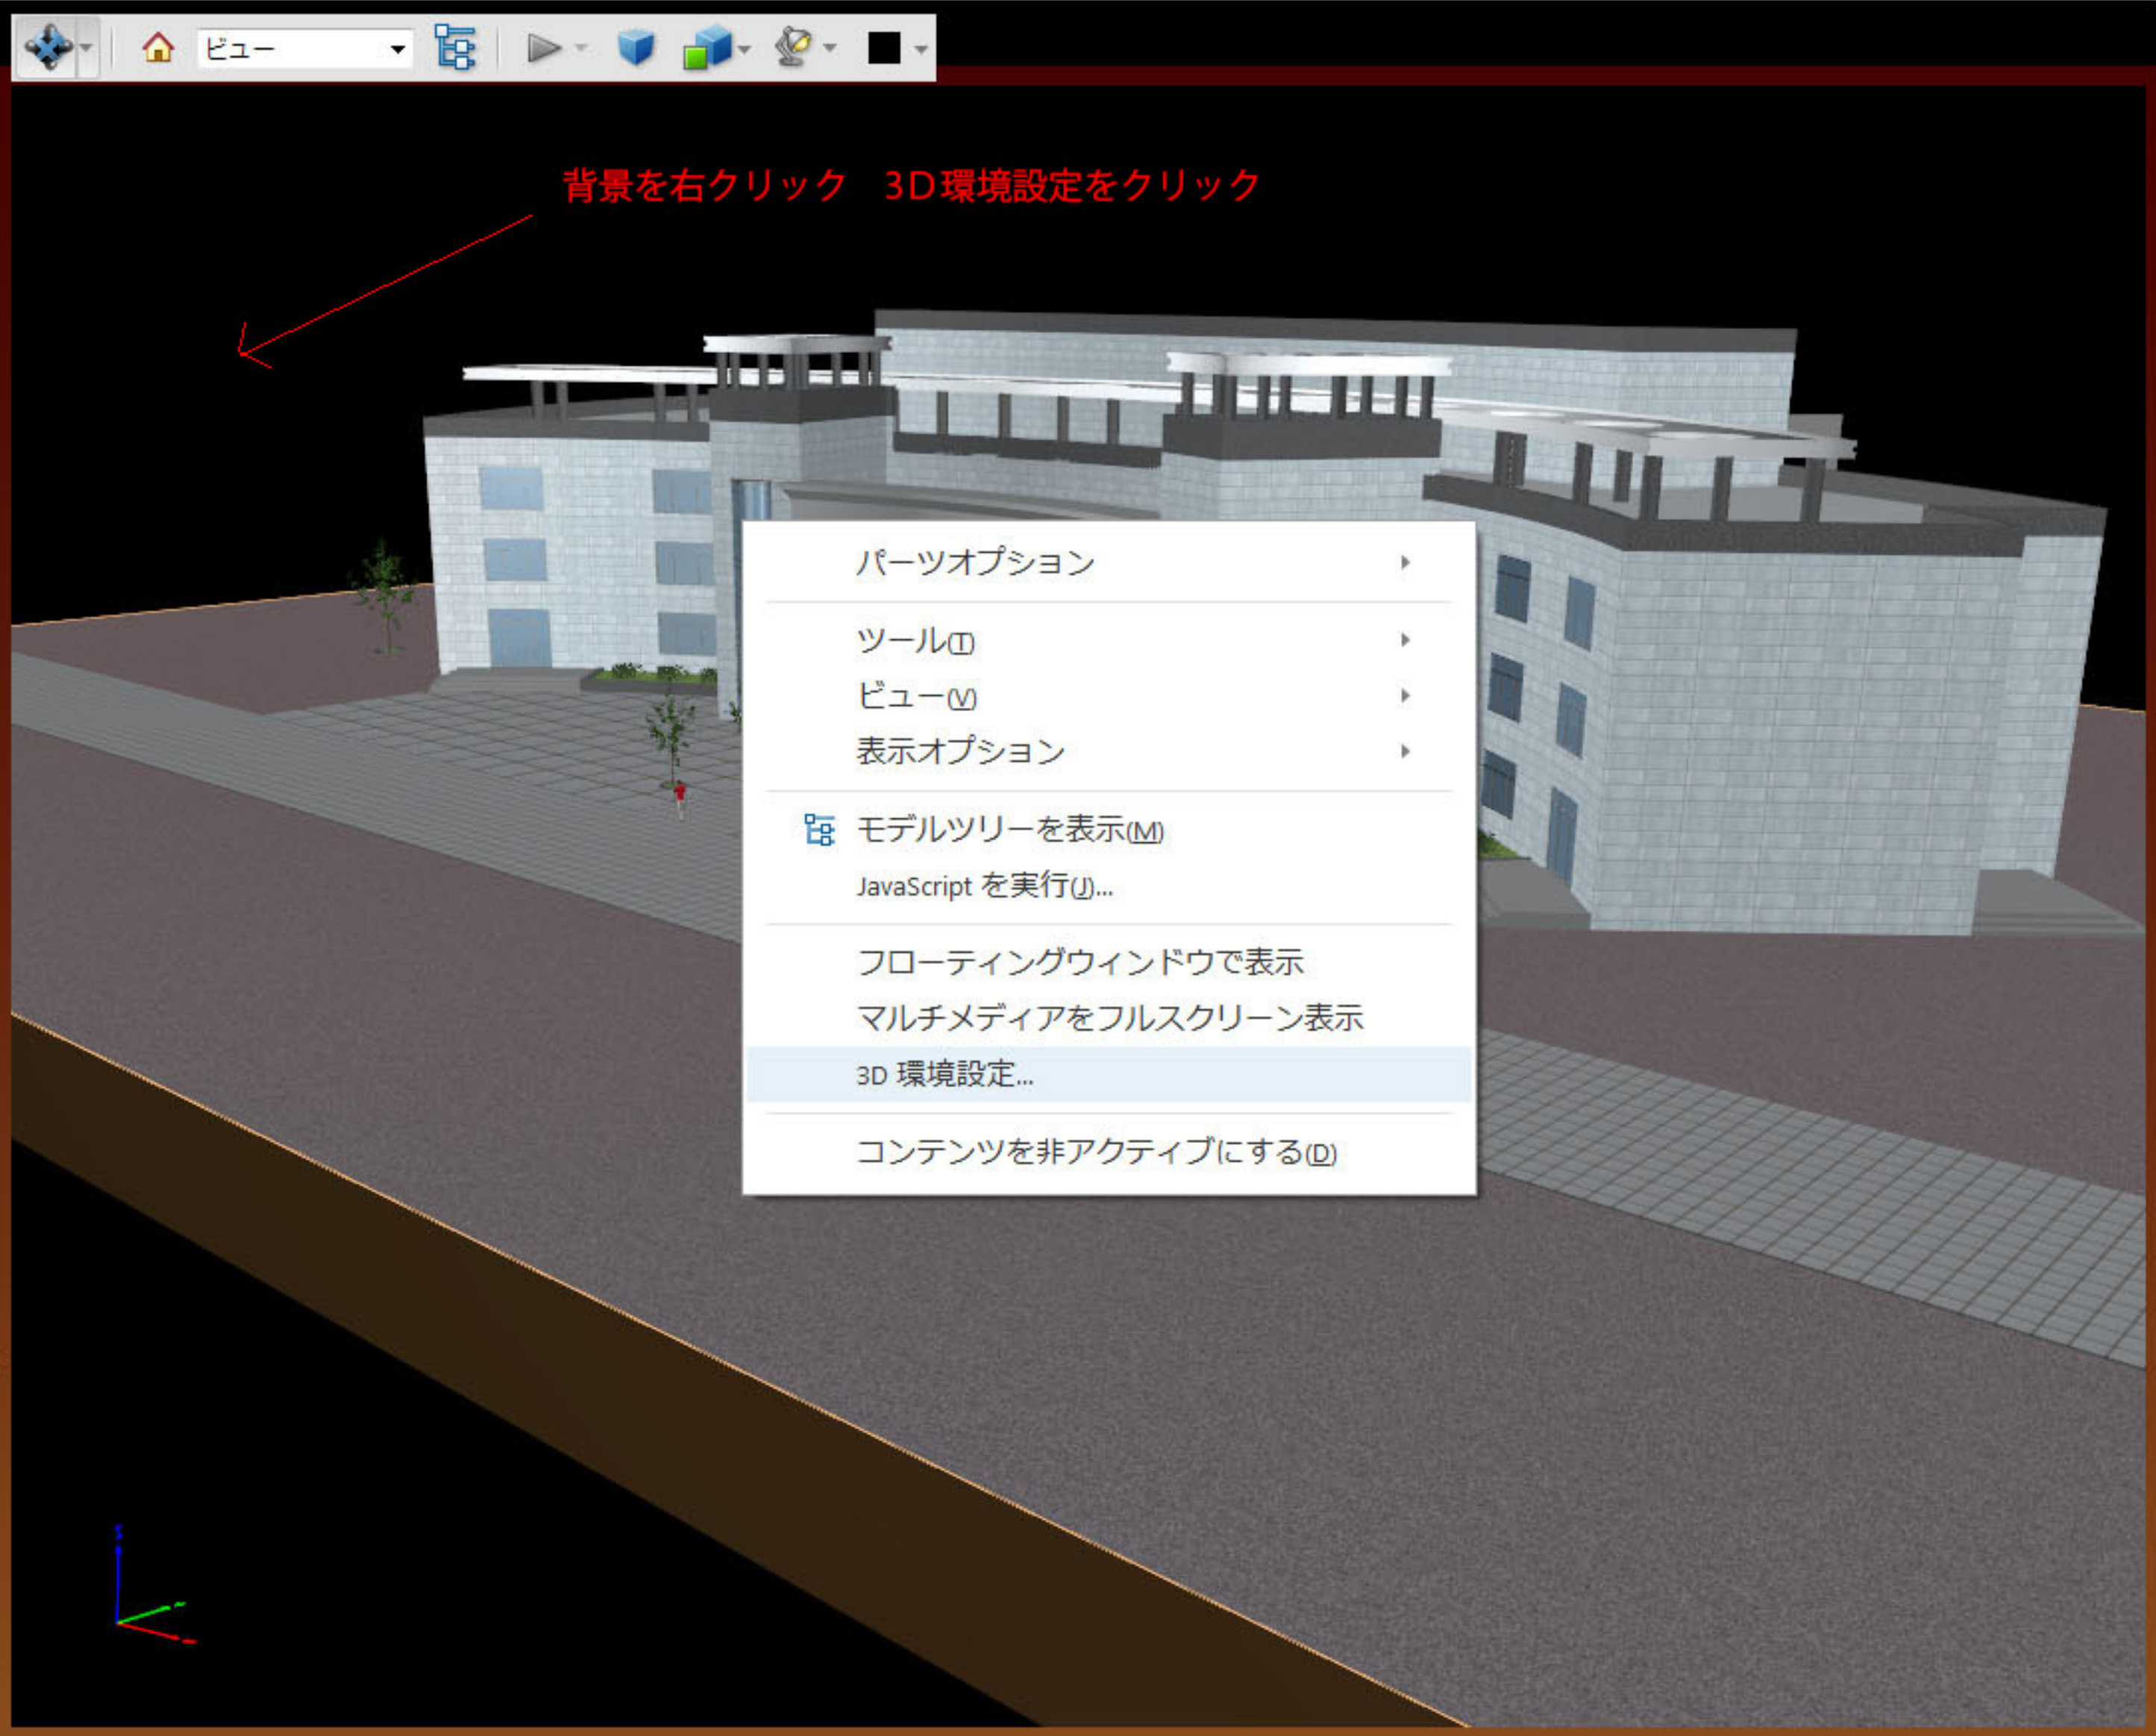 ビュー
背景を右クリック　3D環境設定をクリック
パーツオプション
ツール(T)
ビュー(V)
表示オプション
モデルツリーを表示(M)
JavaScript を実行(J)...
フローティングウィンドウで表示
マルチメディアをフルスクリーン表示
3D 環境設定...
コンテンツを非アクティブにする(D)